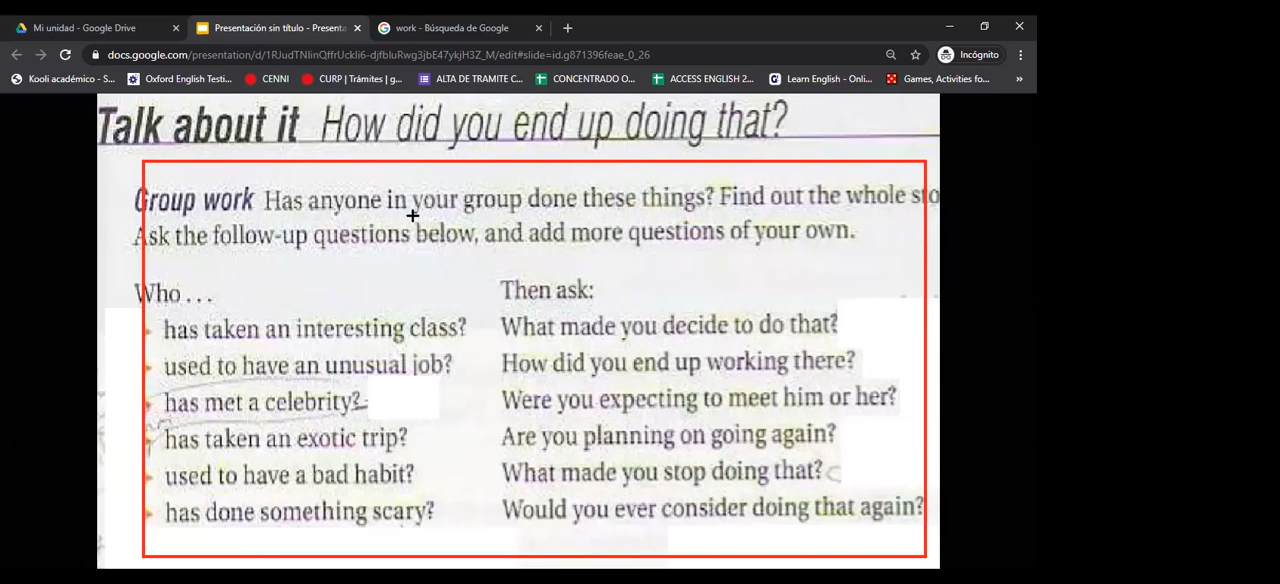 Mi unidad - Google Drive
Presentación sin título - Present
work - Búsqueda de Google
docs.google.com/presentation/d/1RJudTNlinQffrUckli6-djfbluRwg3jbE47ykjH3Z_M/edit#slide=id.g871396feae_0_26
Incógnito
Kooli académico - S...
Oxford English Testi...
CENNI
CURP | Trámites | g...
ALTA DE TRAMITE C...
CONCENTRADO O...
ACCESS ENGLISH 2...
Learn English - Onli...
Games, Activities fo...
»
Talk about it How did you end up doing that?
Group work Has anyone in your group done these things? Find out the whole sto
Ask the follow-up questions below, and add more questions of your own.
Who ...
has taken an interesting class?
used to have an unusual job?
has met a celebrity?
has taken an exotic trip?
used to have a bad habit?
has done something scary?
Then ask:
What made you decide to do that?
How did you end up working there?
Were you expecting to meet him or her?
Are you planning on going again?
What made you stop doing that?
Would you ever consider doing that again?